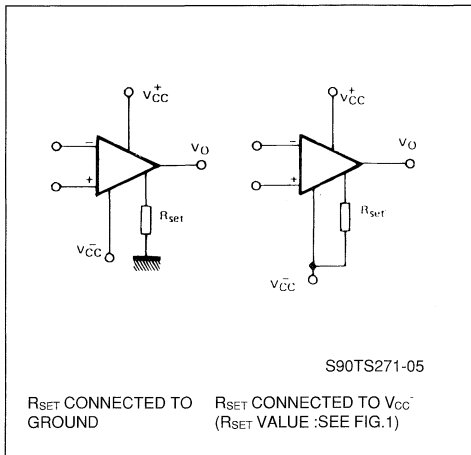 V⁺CC V⁺CC
VO VO
−
−
+
+
Rset Rset
V⁻CC
V⁻CC
S90TS271-05
RSET CONNECTED TO GROUND
RSET CONNECTED TO VCC⁻
(RSET VALUE :SEE FIG.1)